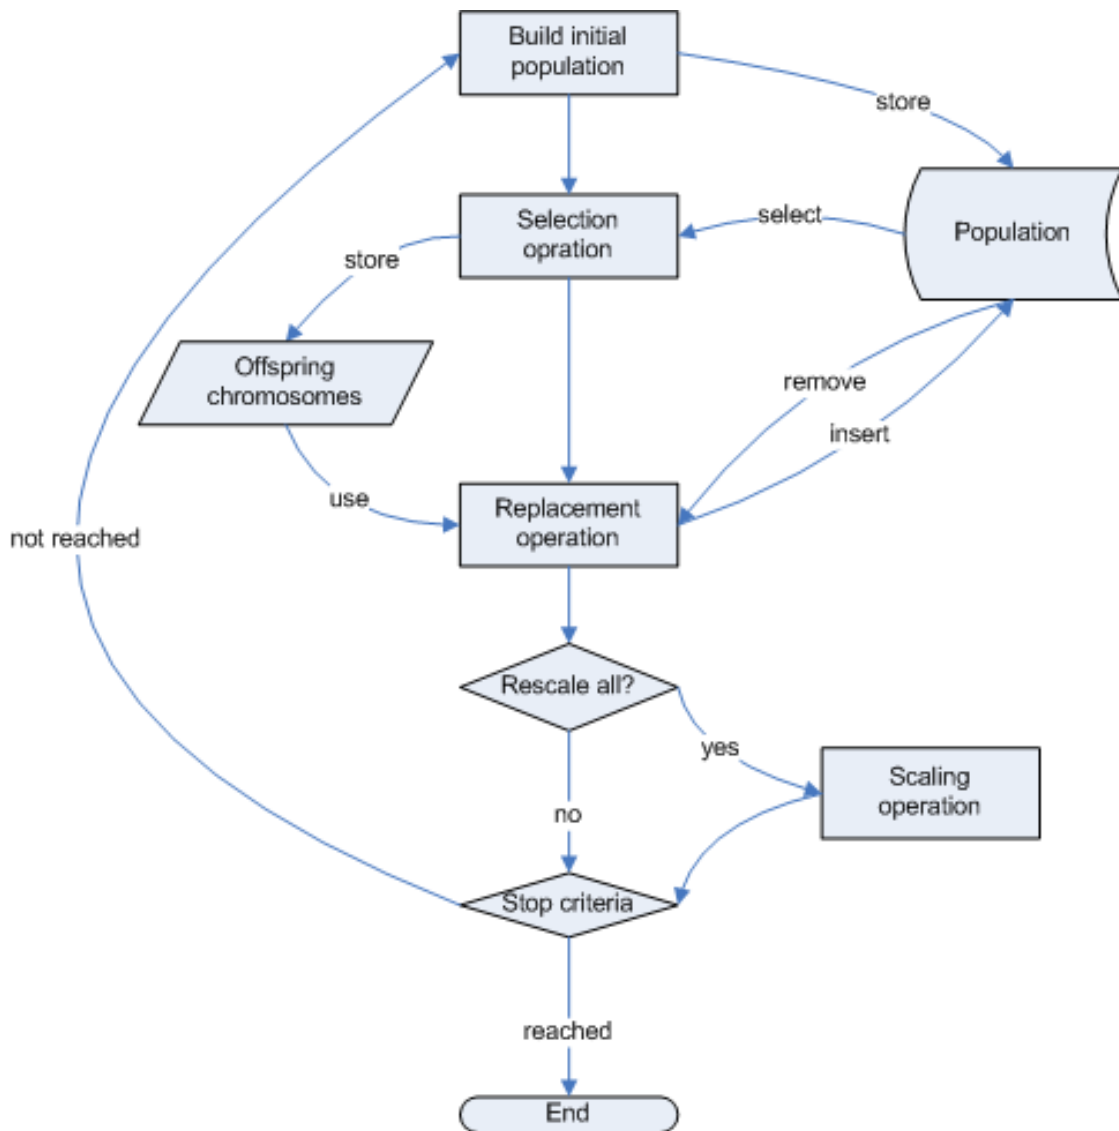 Build initial
population
store
Selection
opration
select
Population
store
Offspring
chromosomes
remove
insert
use
Replacement
operation
not reached
Rescale all?
yes
Scaling
operation
no
Stop criteria
reached
End